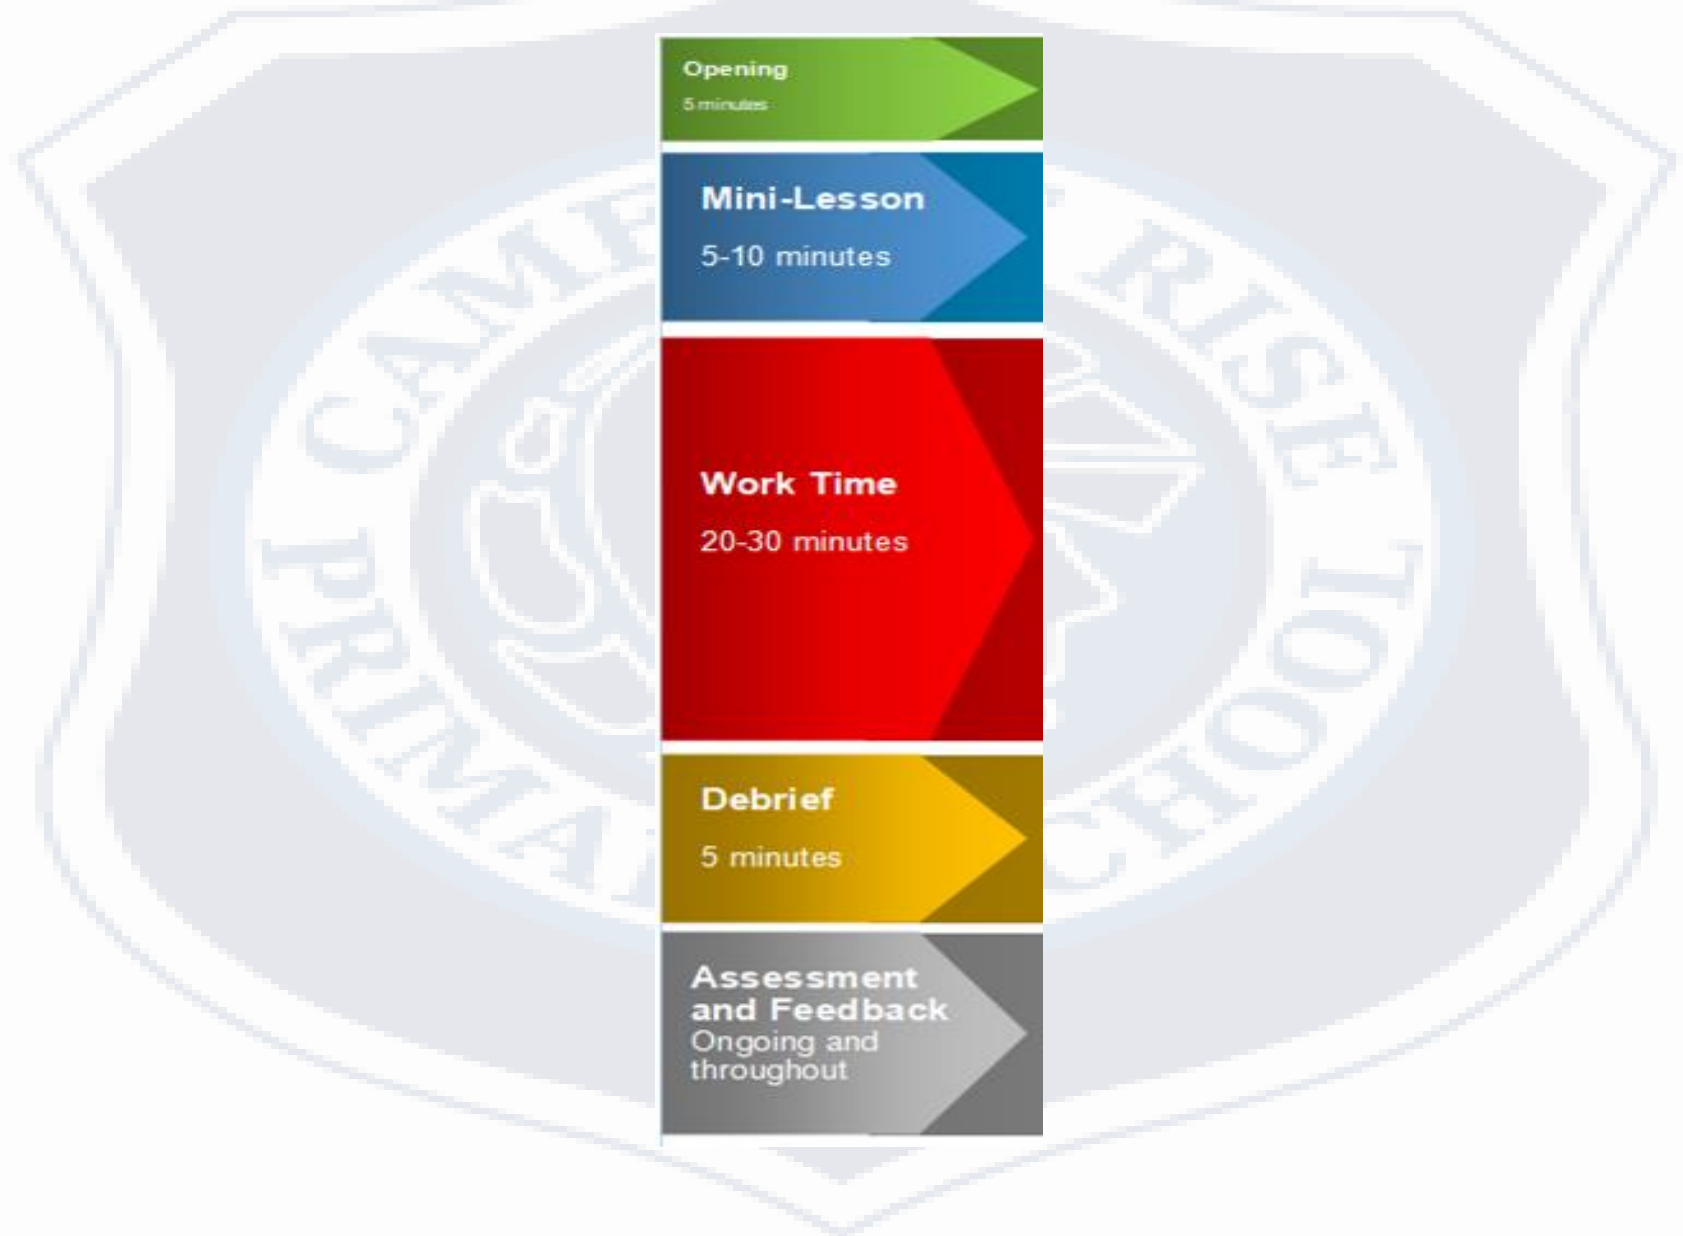 Opening
5 minutes
Mini-Lesson
5-10 minutes
Work Time
20-30 minutes
Debrief
5 minutes
Assessment
and Feedback
Ongoing and
throughout
RISE